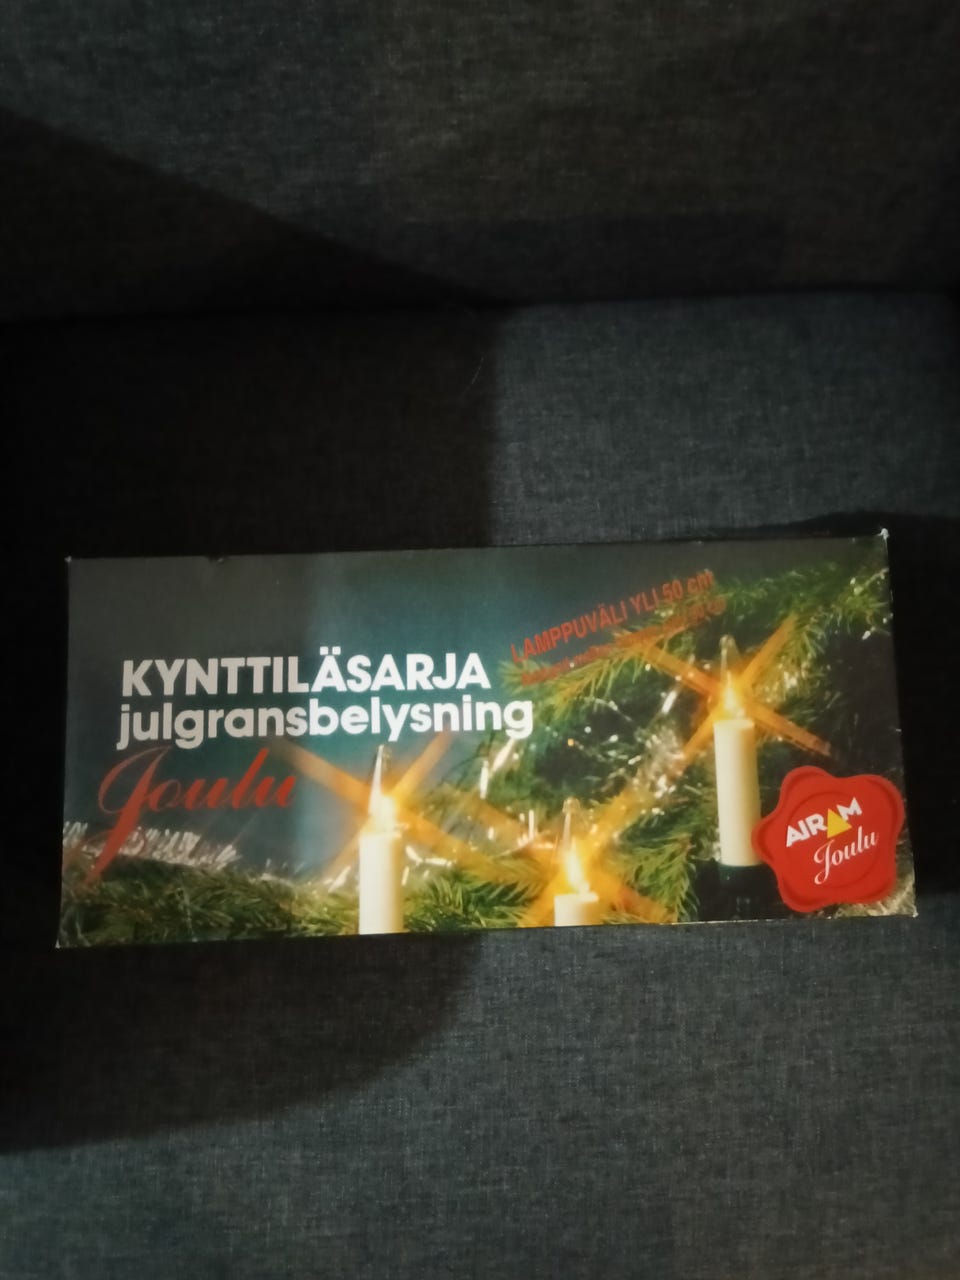 LAMPPUVÄLI YLI 50 cm
KYNTTILÄSARJA
julgransbelysning
Joulu
AIRAM
Joulu